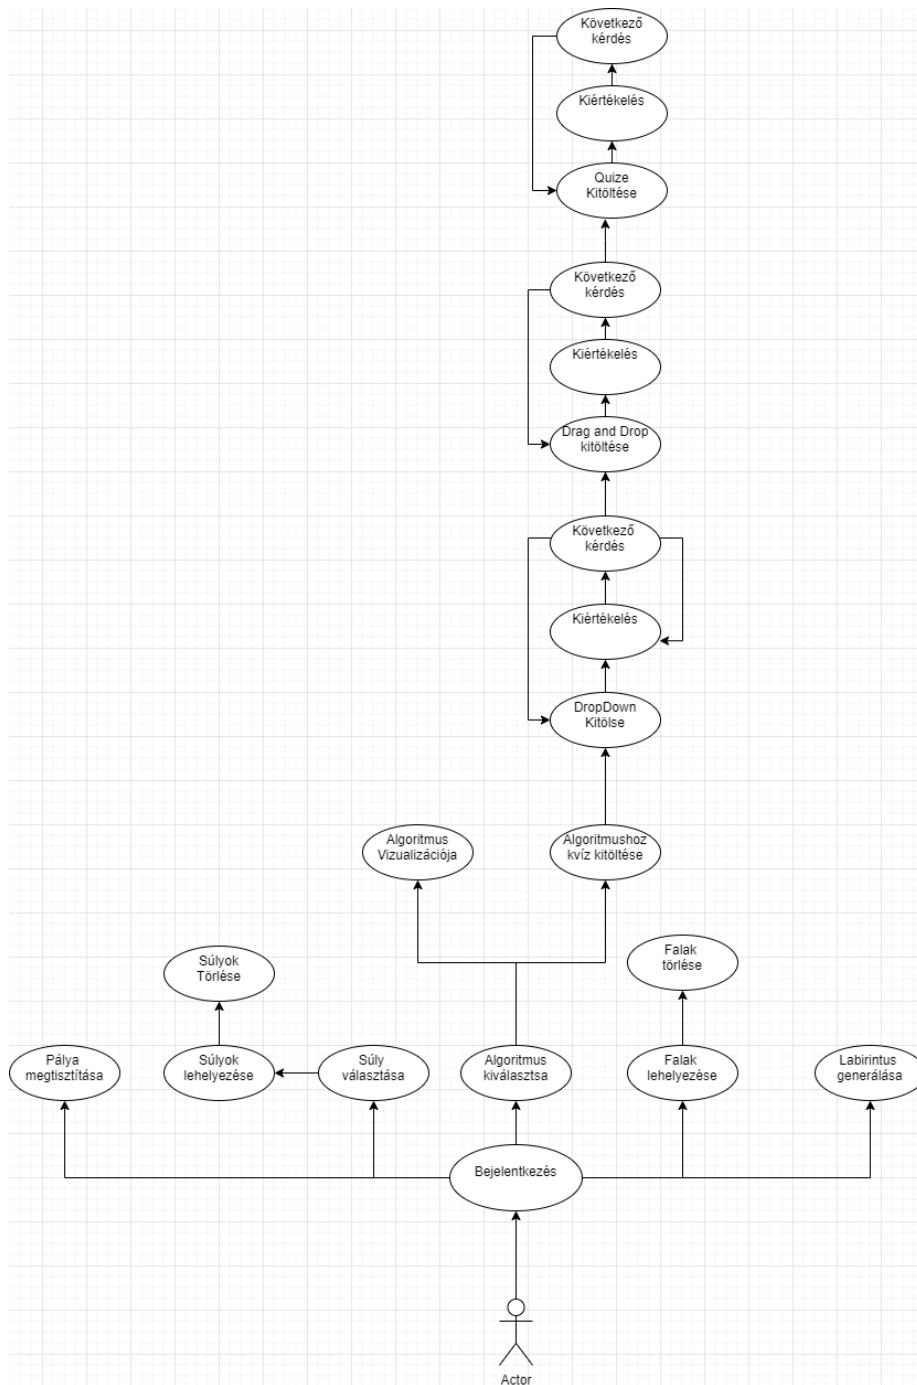 Következő
kérdés
Kiértékelés
Quize
Kitöltése
Következő
kérdés
Kiértékelés
Drag and Drop
kitöltése
Következő
kérdés
Kiértékelés
DropDown
Kitölse
Algoritmus
Vizualizációja
Algoritmushoz
kvíz kitöltése
Súlyok
Törlése
Falak
törlése
Pálya
megtisztítása
Súlyok
lehelyezése
Súly
választása
Algoritmus
kiválasztsa
Falak
lehelyezése
Labirintus
generálása
Bejelentkezés
Actor